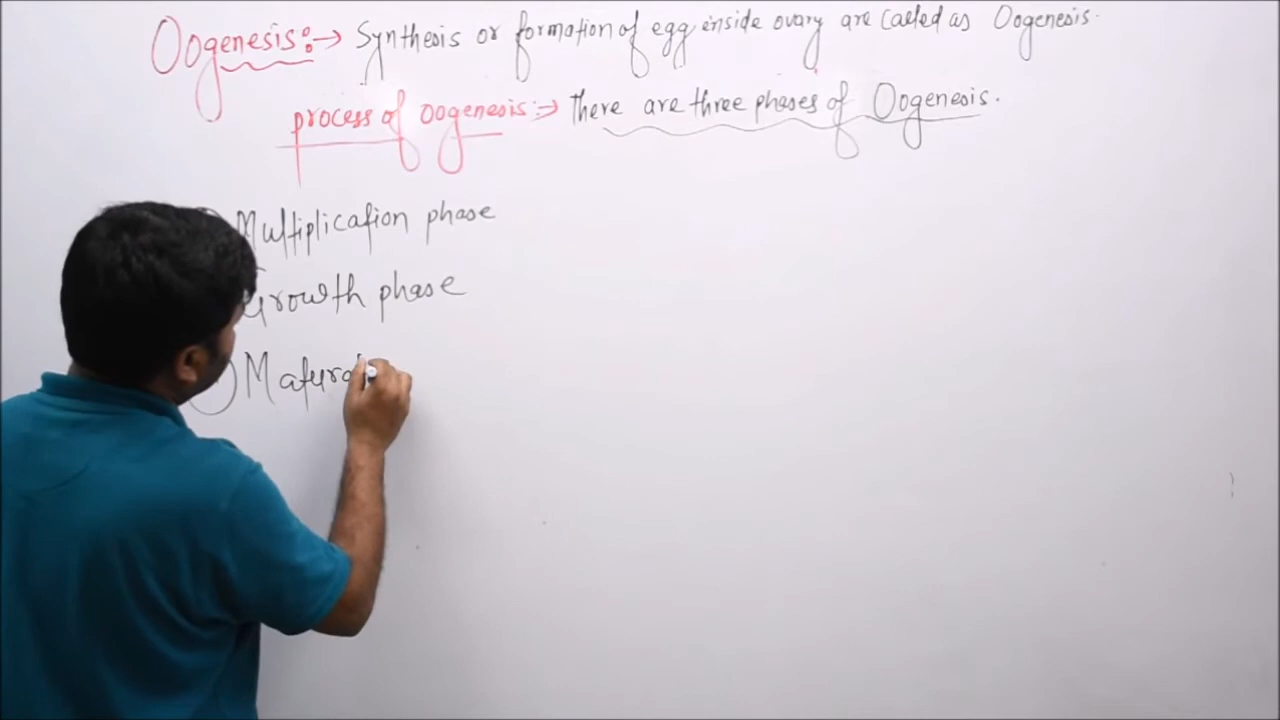 Oogenesis:→ Synthesis or formation of egg inside ovary are called as Oogenesis.
process of oogenesis:→ There are three phases of Oogenesis.
Multiplication phase
Growth phase